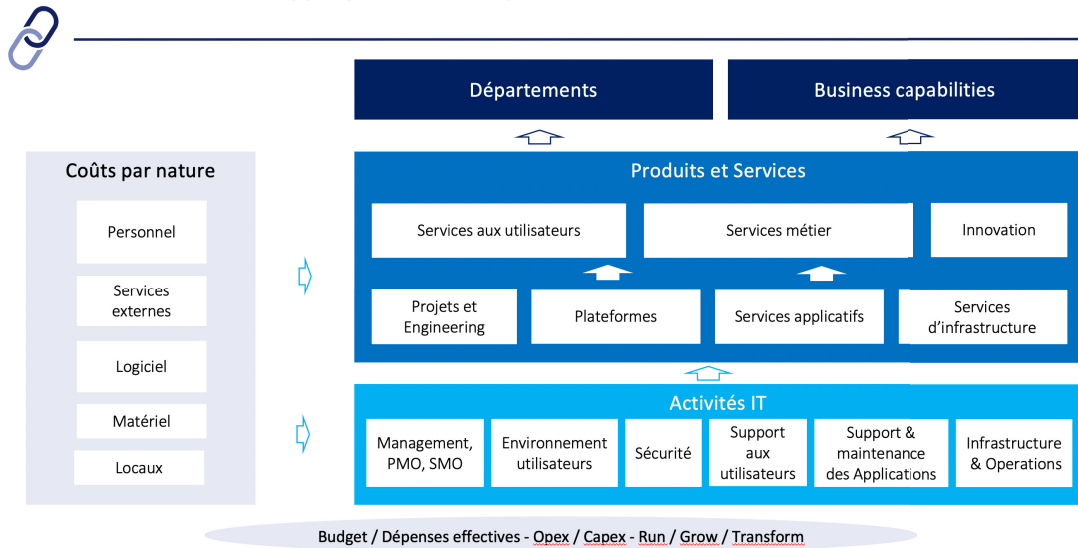 Départements
Business capabilities
Coûts par nature
Personnel
Services
externes
Logiciel
Matériel
Locaux
Produits et Services
Services aux utilisateurs
Services métier
Innovation
Projets et
Engineering
Plateformes
Services applicatifs
Services
d’infrastructure
Activités IT
Management,
PMO, SMO
Environnement
utilisateurs
Sécurité
Support
aux
utilisateurs
Support &
maintenance
des Applications
Infrastructure
& Operations
Budget / Dépenses effectives - Opex / Capex - Run / Grow / Transform